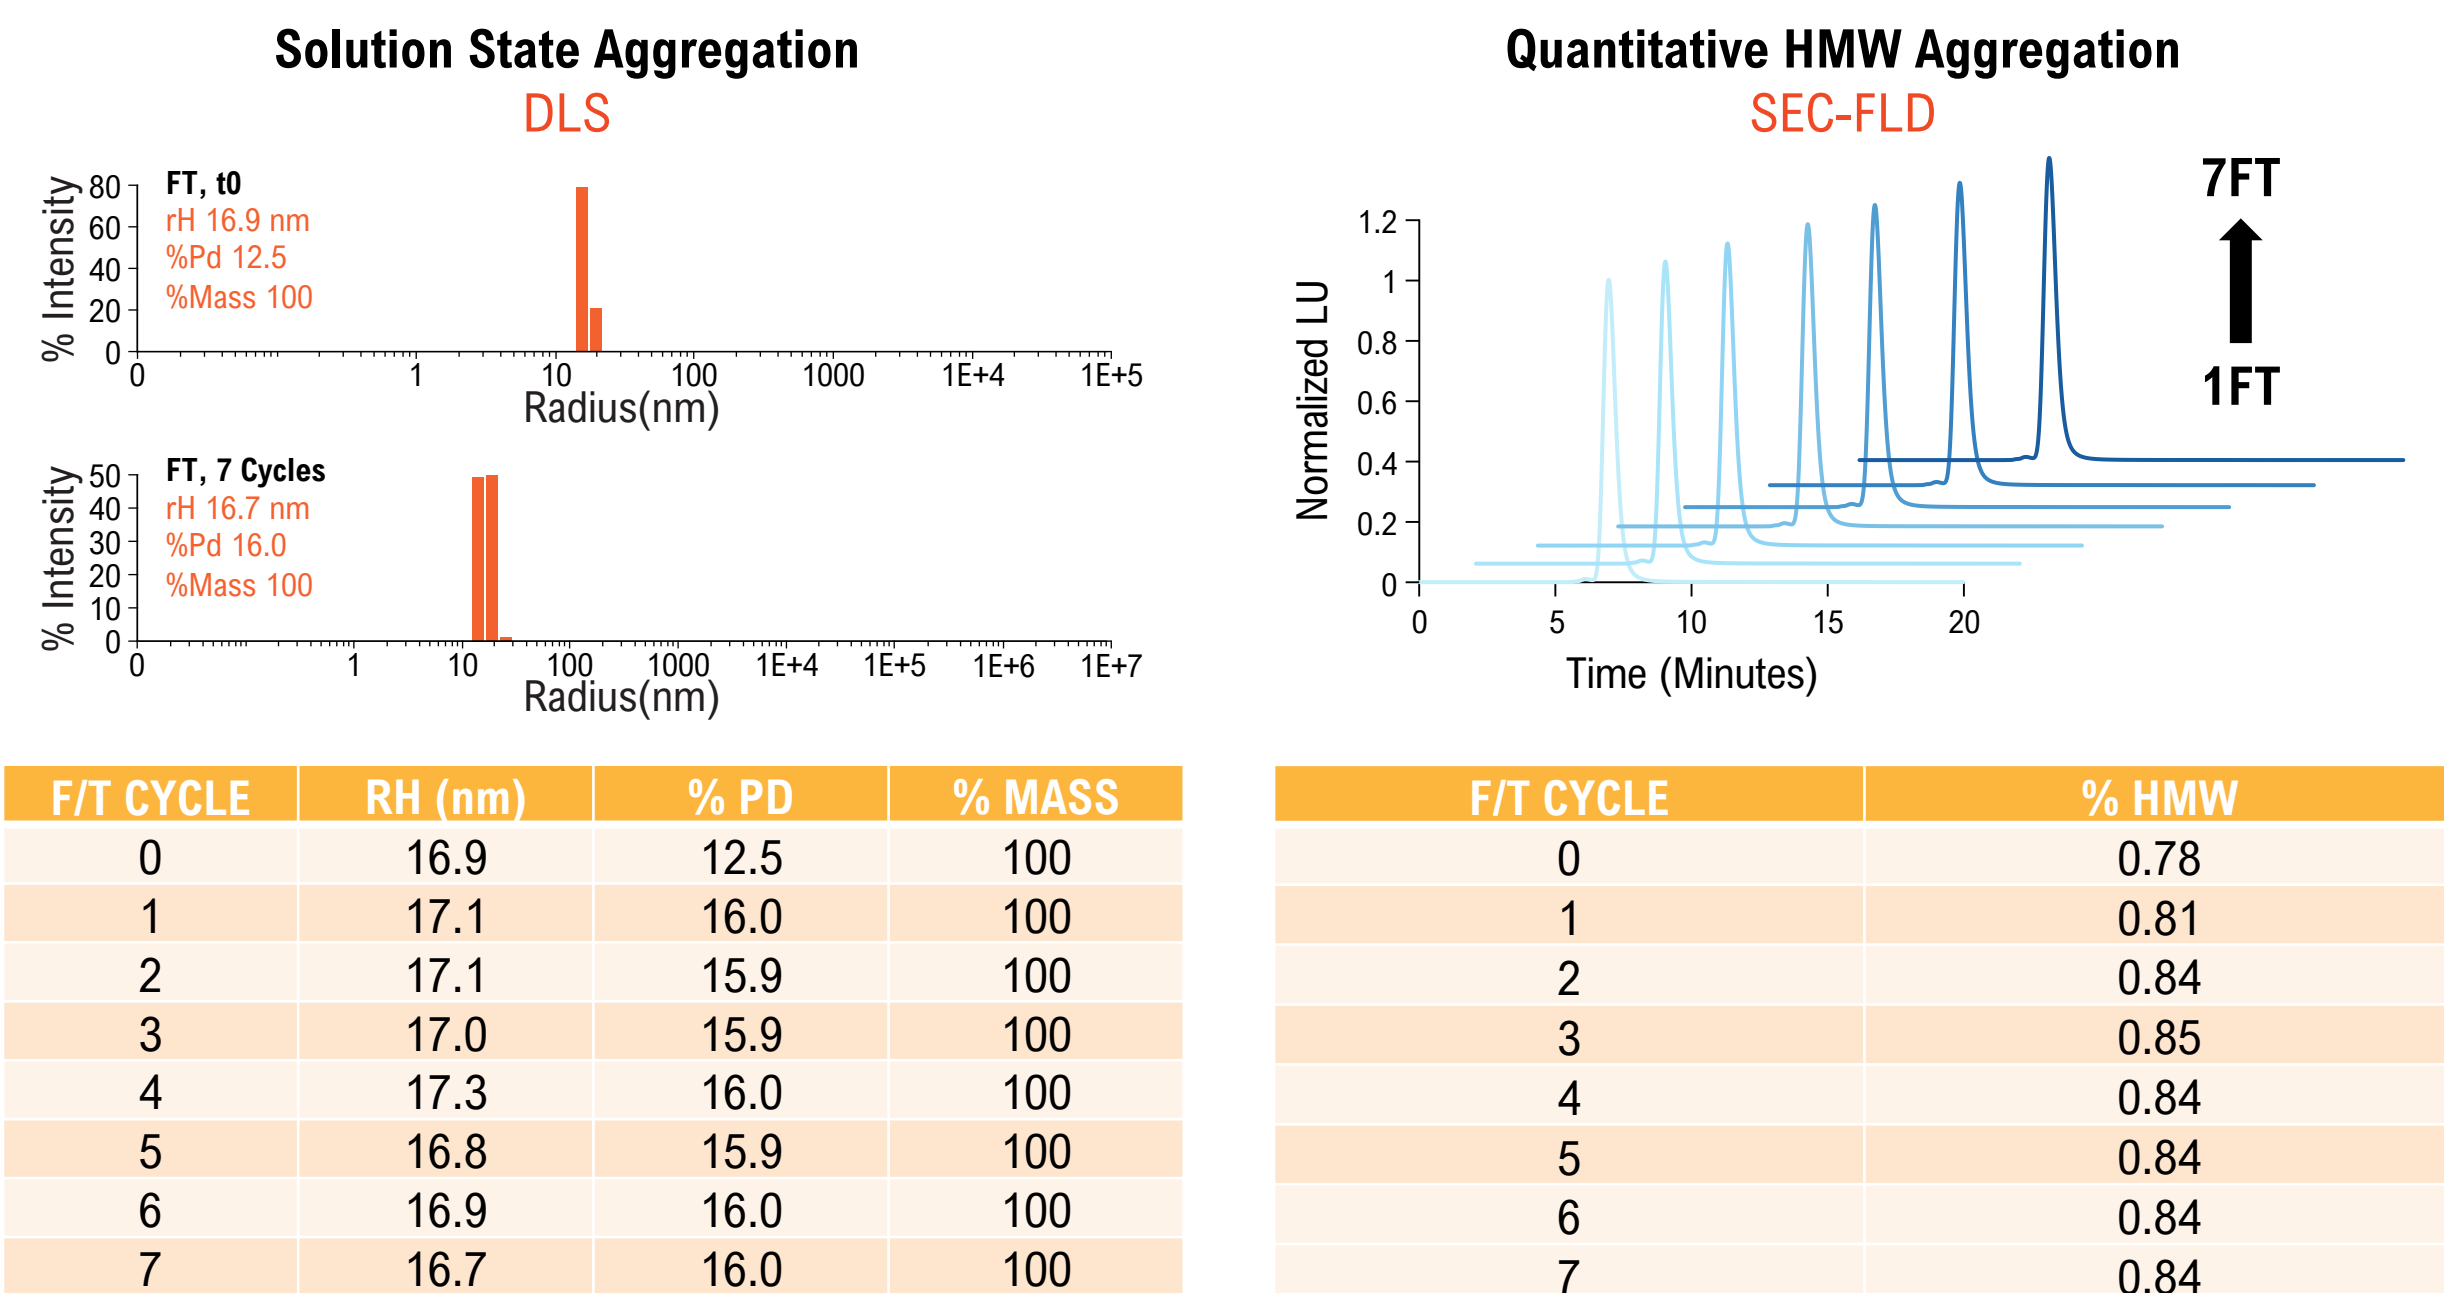 Solution State Aggregation
DLS
% Intensity
80
60
40
20
0
FT, t0
rH 16.9 nm
%Pd 12.5
%Mass 100
0 1 10 100 1000 1E+4 1E+5
Radius(nm)
% Intensity
50
40
30
20
10
0
FT, 7 Cycles
rH 16.7 nm
%Pd 16.0
%Mass 100
0 1 10 100 1000 1E+4 1E+5 1E+6 1E+7
Radius(nm)
Quantitative HMW Aggregation
SEC-FLD
Normalized LU
1.2
1
0.8
0.6
0.4
0.2
0
0 5 10 15 20
Time (Minutes)
7FT
1FT
F/T CYCLE RH (nm) % PD % MASS
0 16.9 12.5 100
1 17.1 16.0 100
2 17.1 15.9 100
3 17.0 15.9 100
4 17.3 16.0 100
5 16.8 15.9 100
6 16.9 16.0 100
7 16.7 16.0 100
F/T CYCLE % HMW
0 0.78
1 0.81
2 0.84
3 0.85
4 0.84
5 0.84
6 0.84
7 0.84